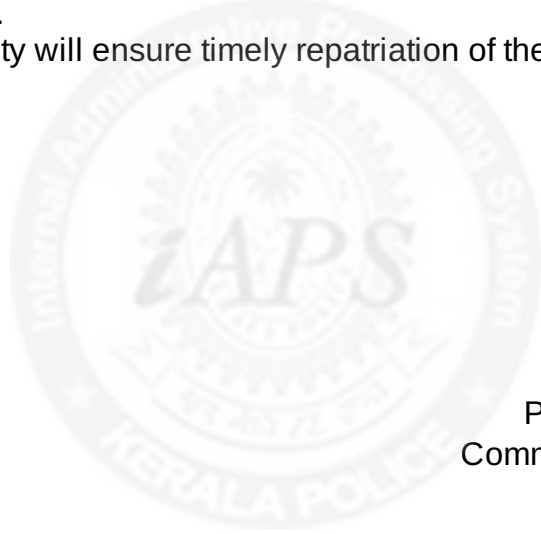 .
ty will ensure timely repatriation of the
Internal Administrative Processing System
iAPS
KERALA POLICE
P
Comm